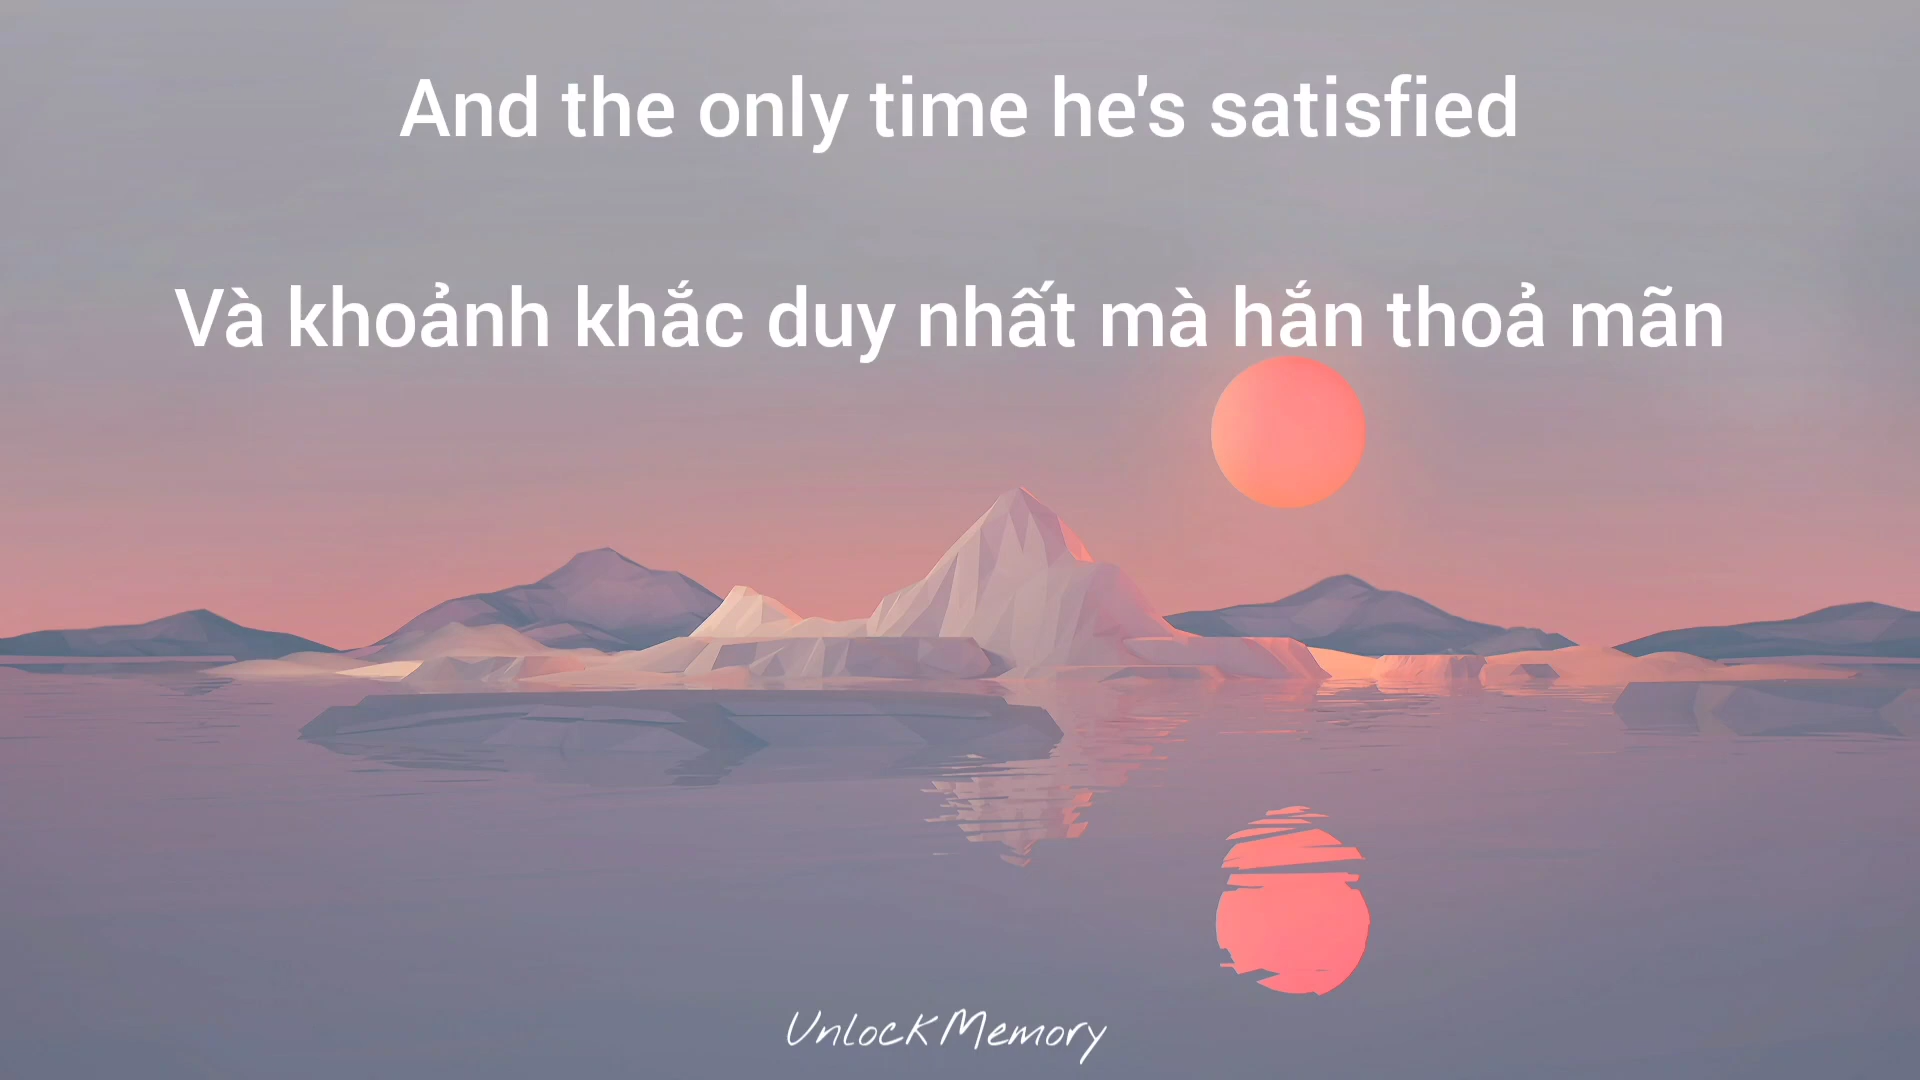 And the only time he's satisfied
Và khoảnh khắc duy nhất mà hắn thoả mãn
UnlockMemory